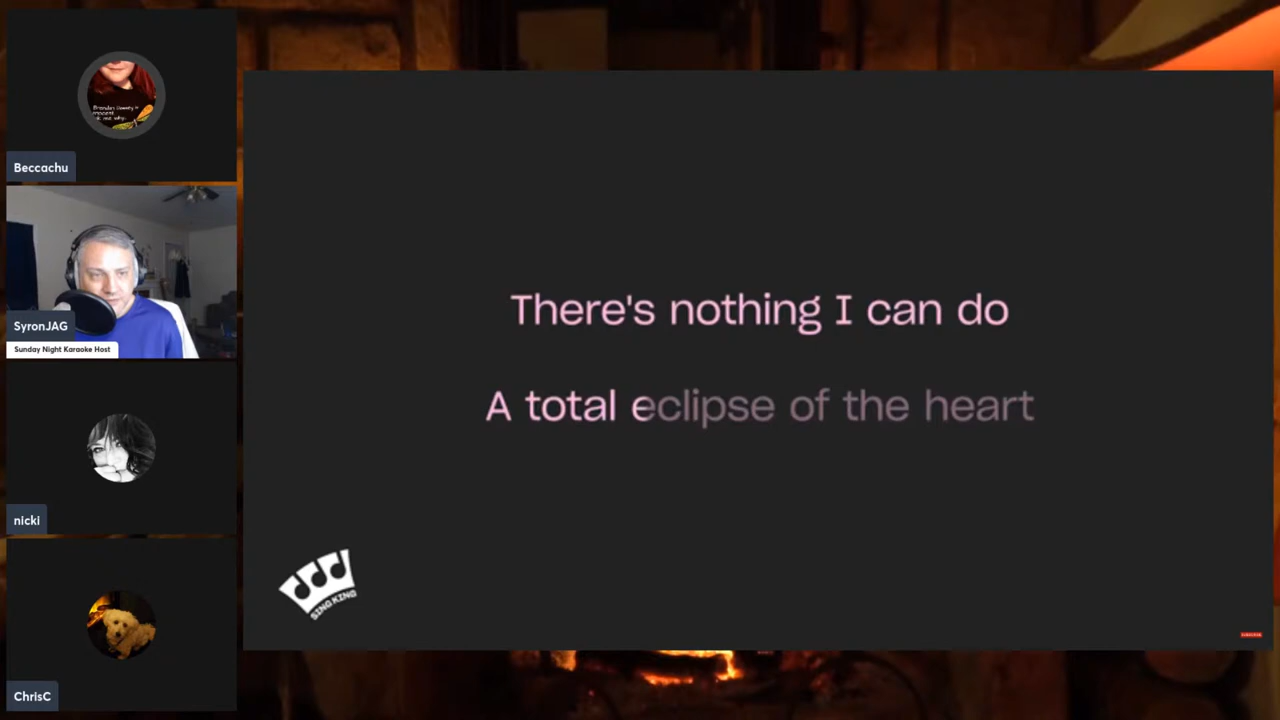 Beccachu
SyronJAG
Sunday Night Karaoke Host
nicki
ChrisC
There's nothing I can do
A total eclipse of the heart
SING KING
SUBSCRIBE